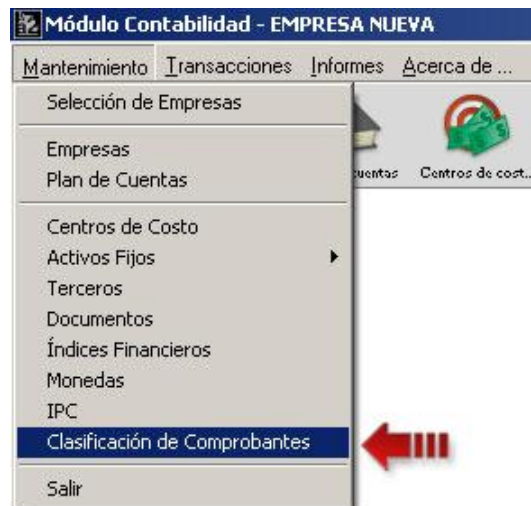 Módulo Contabilidad - EMPRESA NUEVA
Mantenimiento Transacciones Informes Acerca de ...
Selección de Empresas
Empresas
Plan de Cuentas
cuentas Centros de cost...
Centros de Costo
Activos Fijos
Terceros
Documentos
Índices Financieros
Monedas
IPC
Clasificación de Comprobantes
Salir